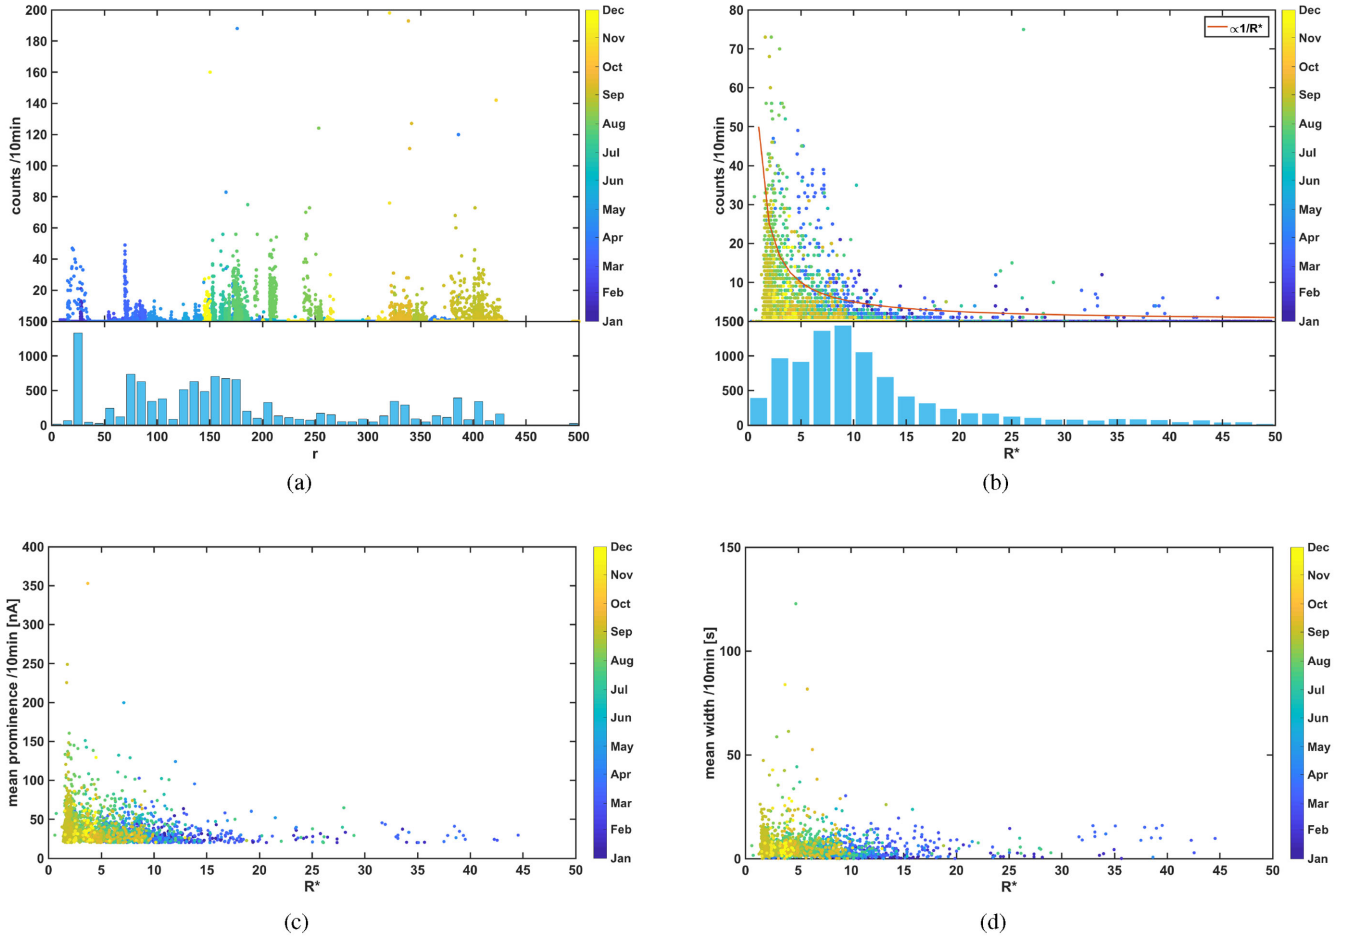 200
180
160
140
120
100
80
60
40
20
counts /10min
Dec
Nov
Oct
Sep
Aug
Jul
Jun
May
Apr
Mar
Feb
Jan
1500
1000
500
0
0 50 100 150 200 250 300 350 400 450 500
r
(a)
80
70
60
50
40
30
20
10
counts /10min
∝1/R*
Dec
Nov
Oct
Sep
Aug
Jul
Jun
May
Apr
Mar
Feb
Jan
1500
1000
500
0
0 5 10 15 20 25 30 35 40 45 50
R*
(b)
400
350
300
250
200
150
100
50
0
mean prominence /10min [nA]
0 5 10 15 20 25 30 35 40 45 50
R*
Dec
Nov
Oct
Sep
Aug
Jul
Jun
May
Apr
Mar
Feb
Jan
(c)
150
100
50
0
mean width /10min [s]
0 5 10 15 20 25 30 35 40 45 50
R*
Dec
Nov
Oct
Sep
Aug
Jul
Jun
May
Apr
Mar
Feb
Jan
(d)